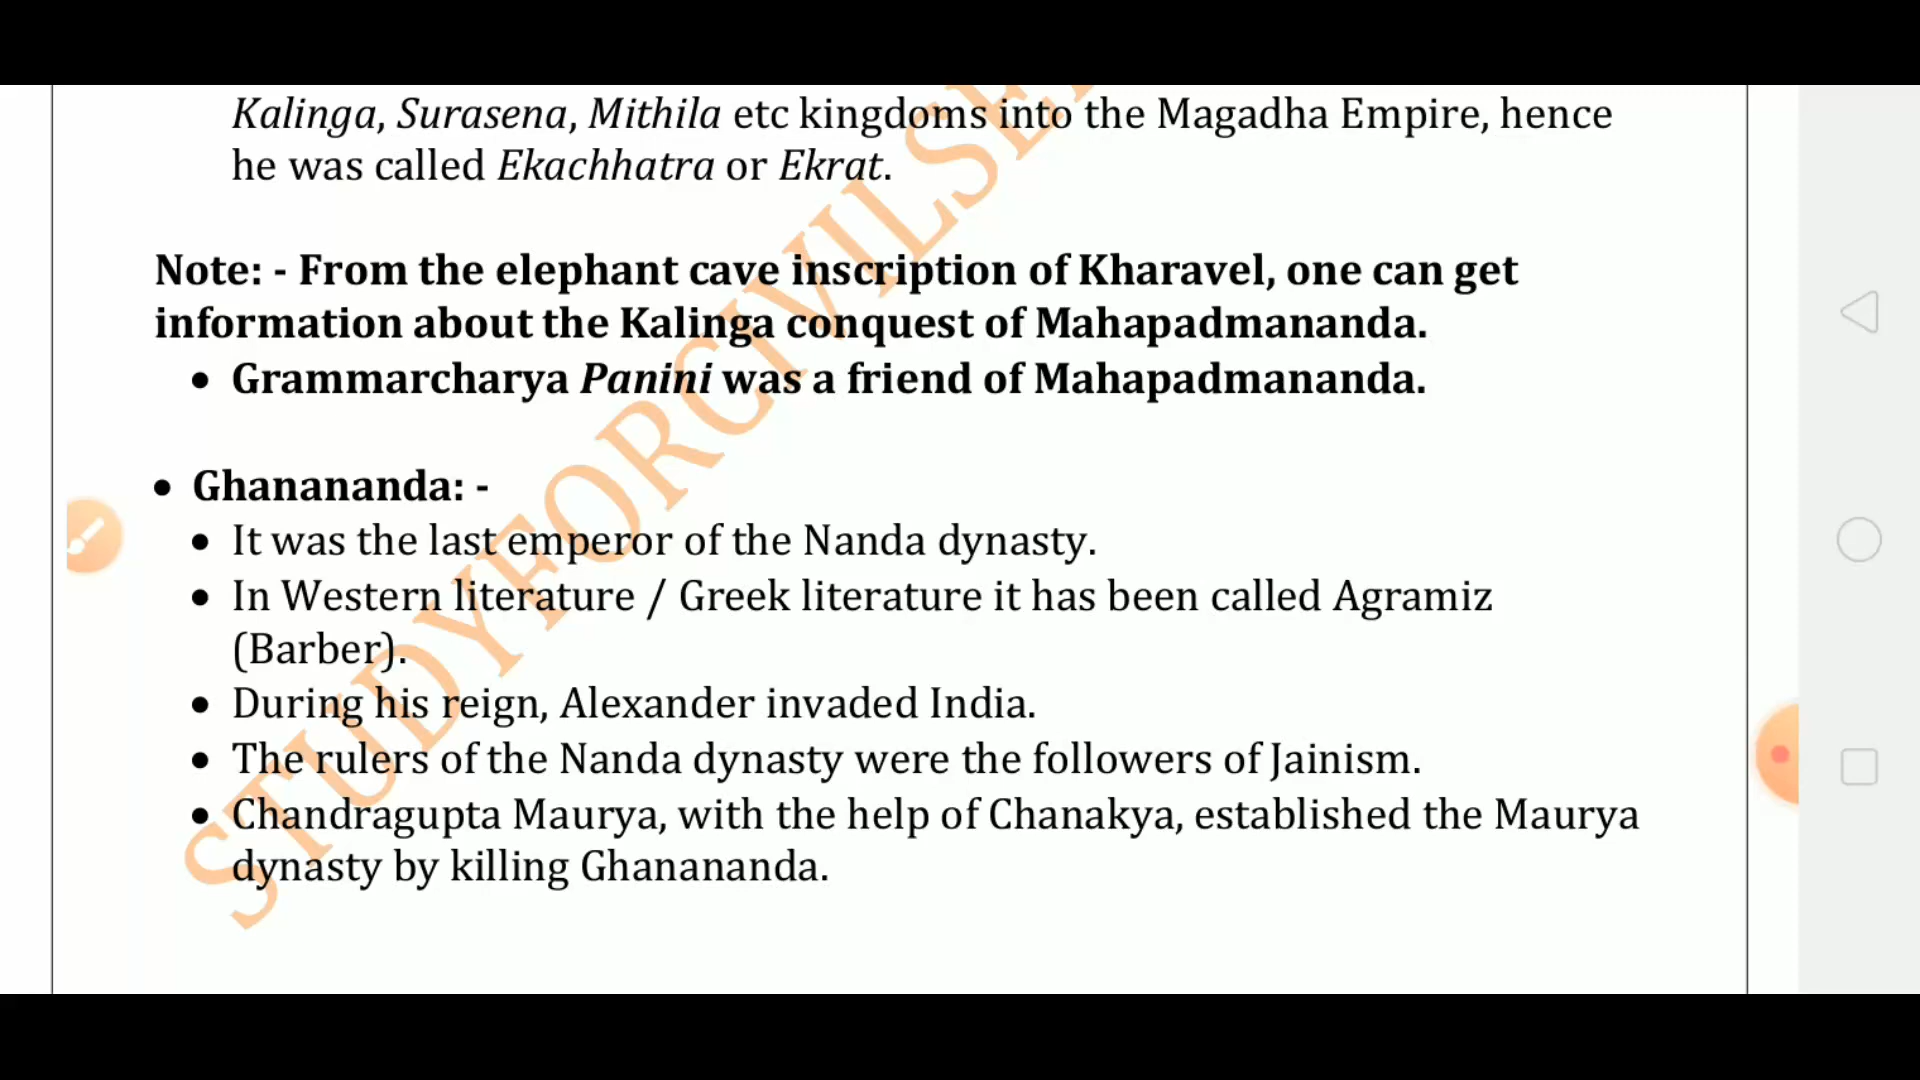 Kalinga, Surasena, Mithila etc kingdoms into the Magadha Empire, hence
he was called Ekachhatra or Ekrat.
Note: - From the elephant cave inscription of Kharavel, one can get
information about the Kalinga conquest of Mahapadmananda.
• Grammarcharya Panini was a friend of Mahapadmananda.
• Ghanananda: -
• It was the last emperor of the Nanda dynasty.
• In Western literature / Greek literature it has been called Agramiz
(Barber).
• During his reign, Alexander invaded India.
• The rulers of the Nanda dynasty were the followers of Jainism.
• Chandragupta Maurya, with the help of Chanakya, established the Maurya
dynasty by killing Ghanananda.
STUDYFORCIVILSE